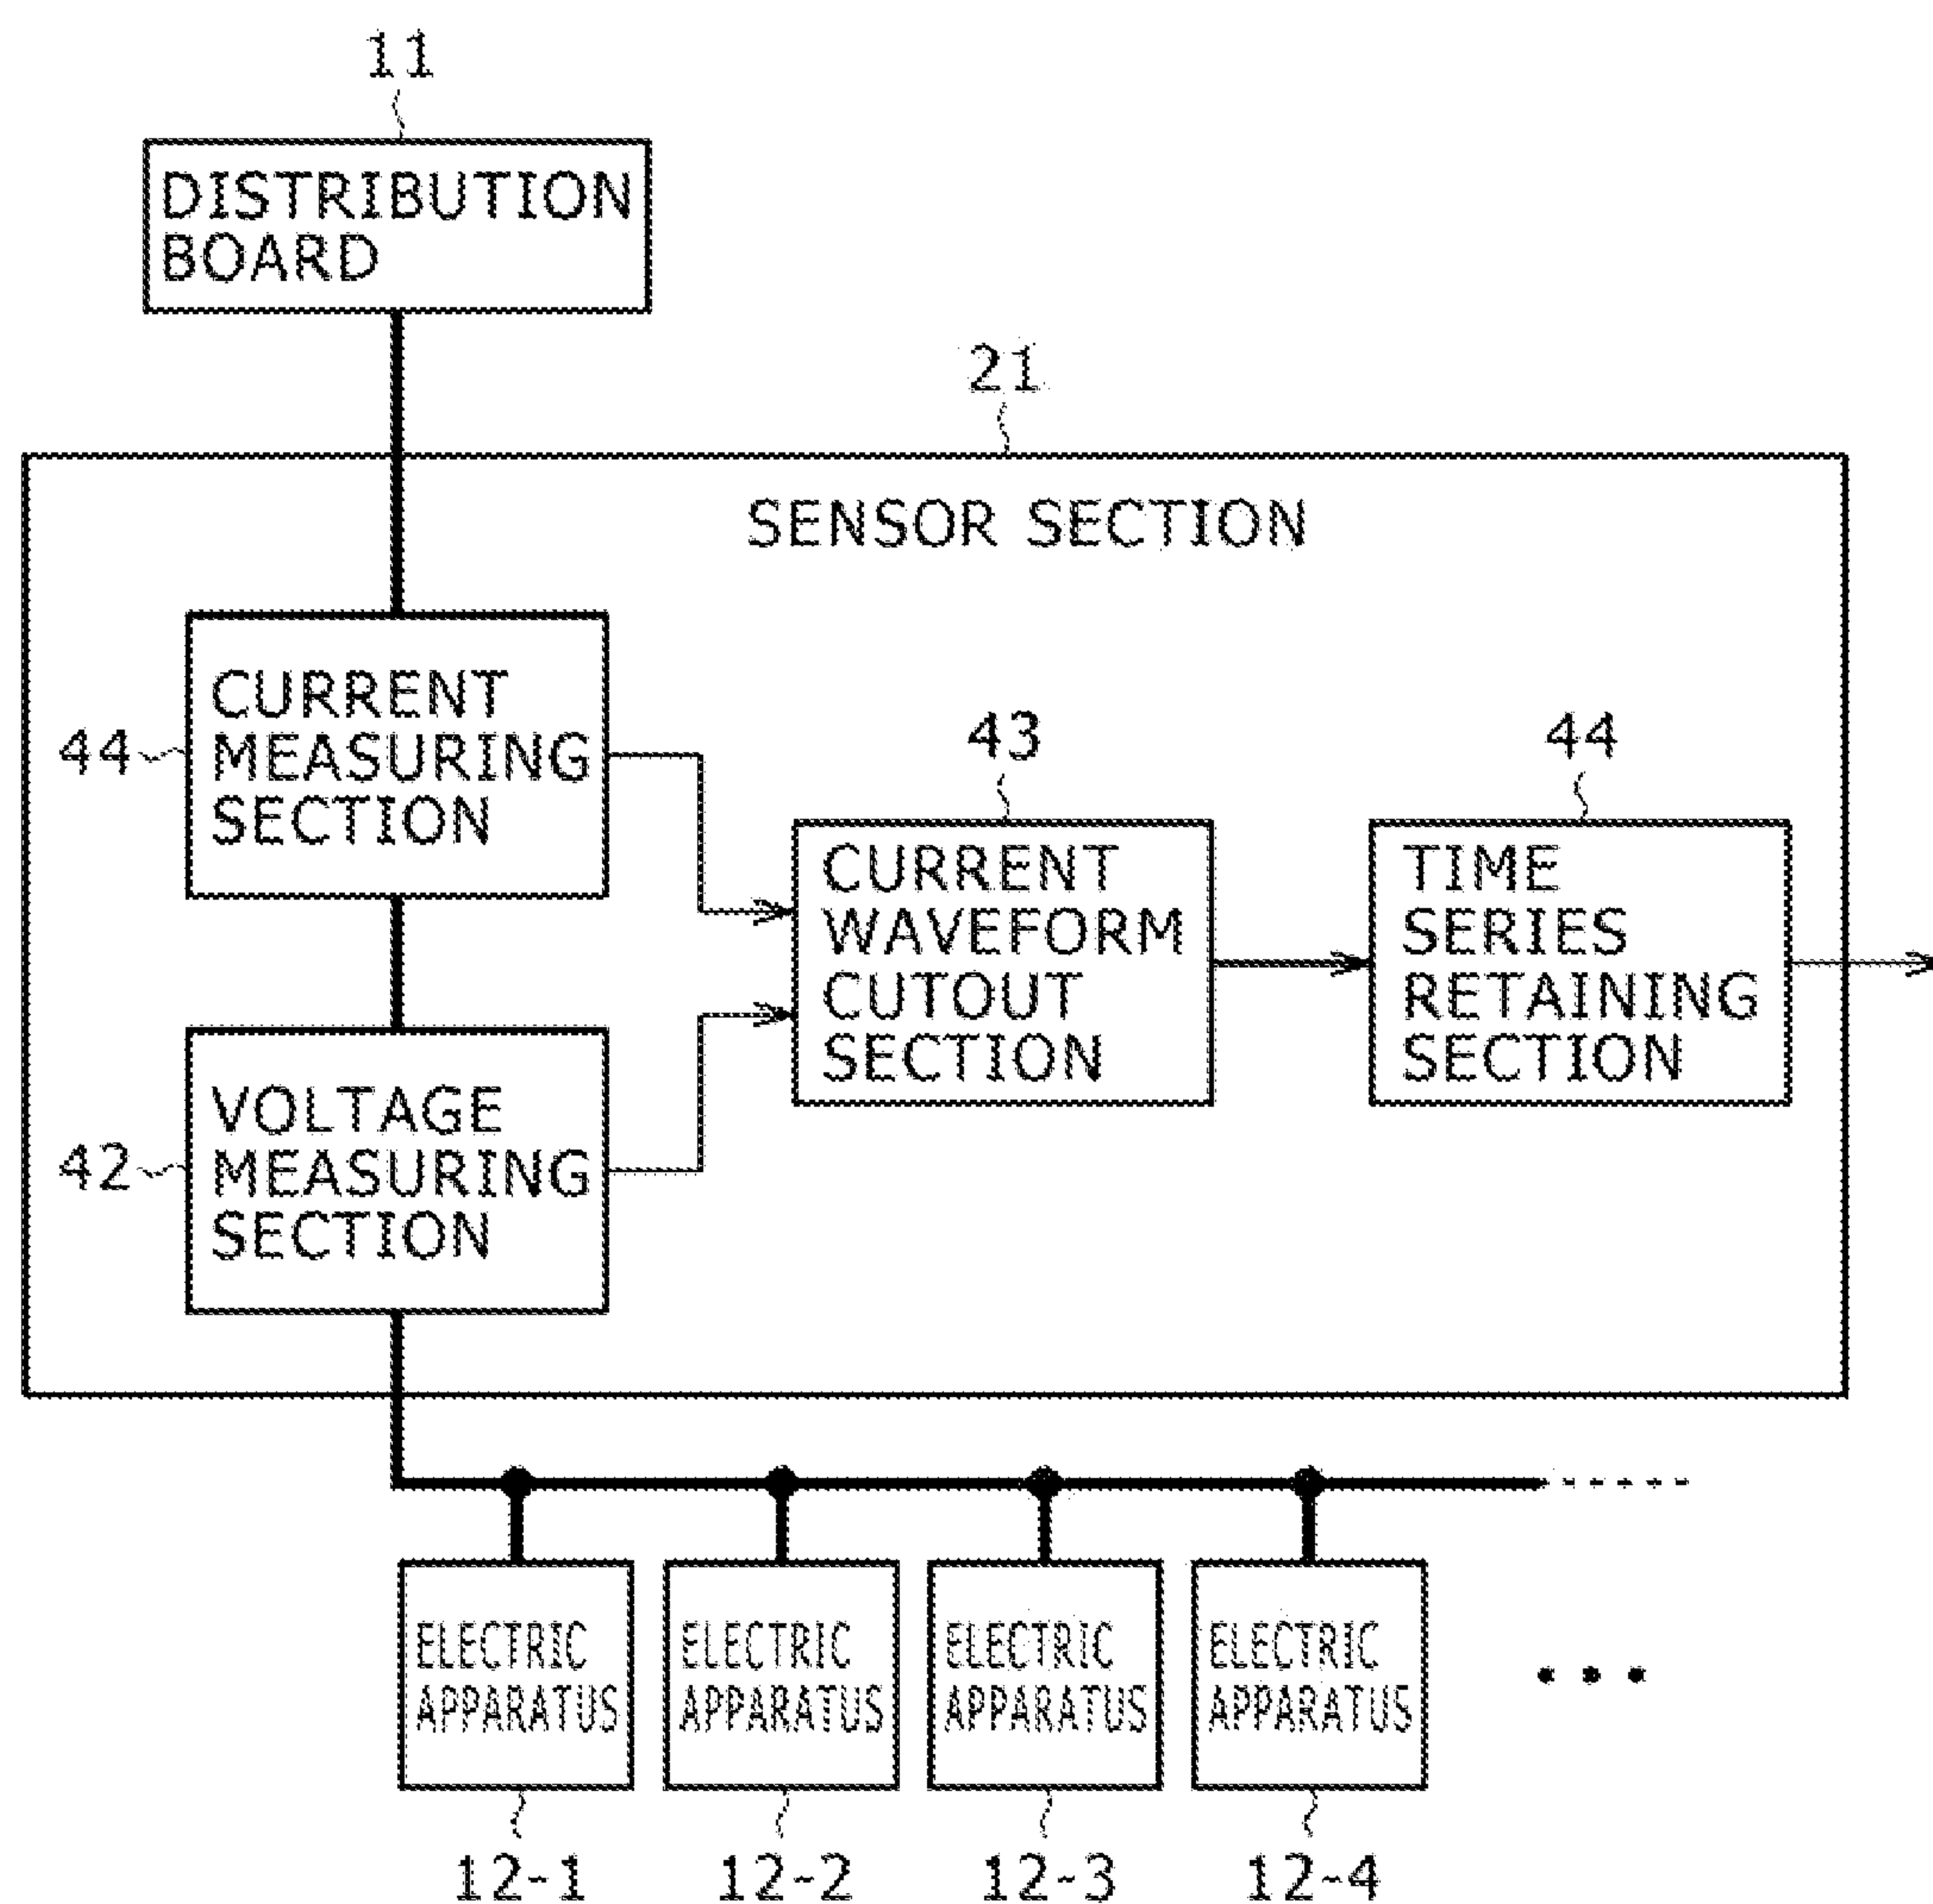 11
DISTRIBUTION
BOARD
21
SENSOR SECTION
44
CURRENT
MEASURING
SECTION
43
CURRENT
WAVEFORM
CUTOUT
SECTION
44
TIME
SERIES
RETAINING
SECTION
42
VOLTAGE
MEASURING
SECTION
ELECTRIC
APPARATUS
ELECTRIC
APPARATUS
ELECTRIC
APPARATUS
ELECTRIC
APPARATUS
12-1
12-2
12-3
12-4